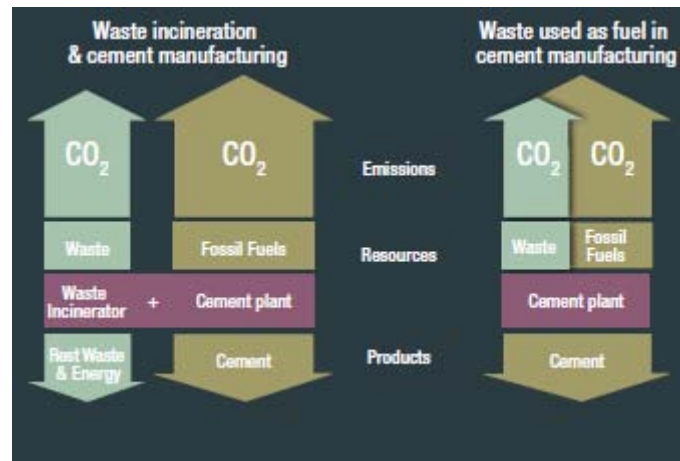 Waste incineration
& cement manufacturing
Waste used as fuel in
cement manufacturing
CO₂
CO₂
Emissions
CO₂
CO₂
Waste
Fossil Fuels
Resources
Waste
Fossil
Fuels
Waste
Incinerator
+
Cement plant
Cement plant
Rest Waste
& Energy
Cement
Products
Cement